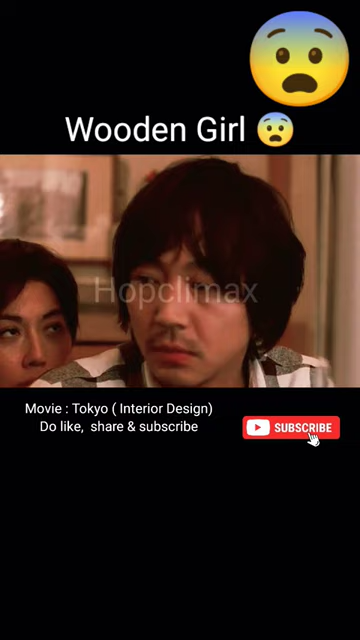 Wooden Girl 😨
Hopclimax
Movie : Tokyo ( Interior Design)
Do like, share & subscribe
SUBSCRIBE